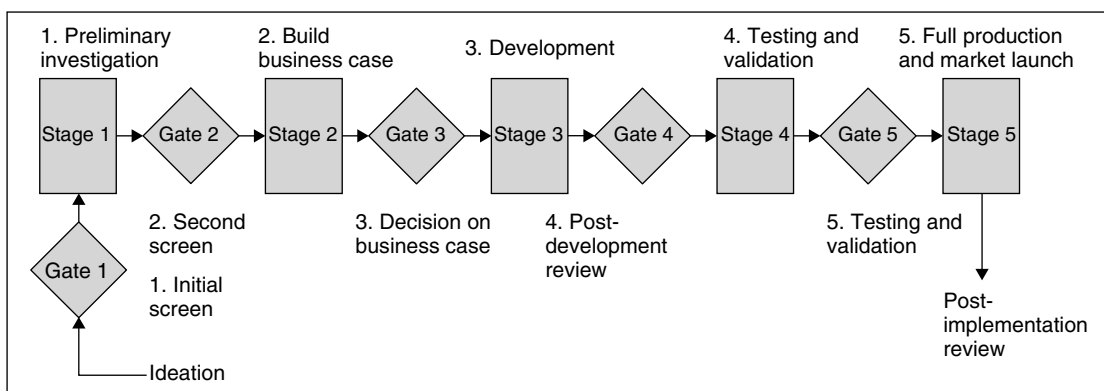 1. Preliminary
investigation
2. Build
business case
3. Development
4. Testing and
validation
5. Full production
and market launch
Stage 1
Gate 2
Stage 2
Gate 3
Stage 3
Gate 4
Stage 4
Gate 5
Stage 5
2. Second
screen
3. Decision on
business case
4. Post-
development
review
5. Testing and
validation
Gate 1
1. Initial
screen
Post-
implementation
review
Ideation